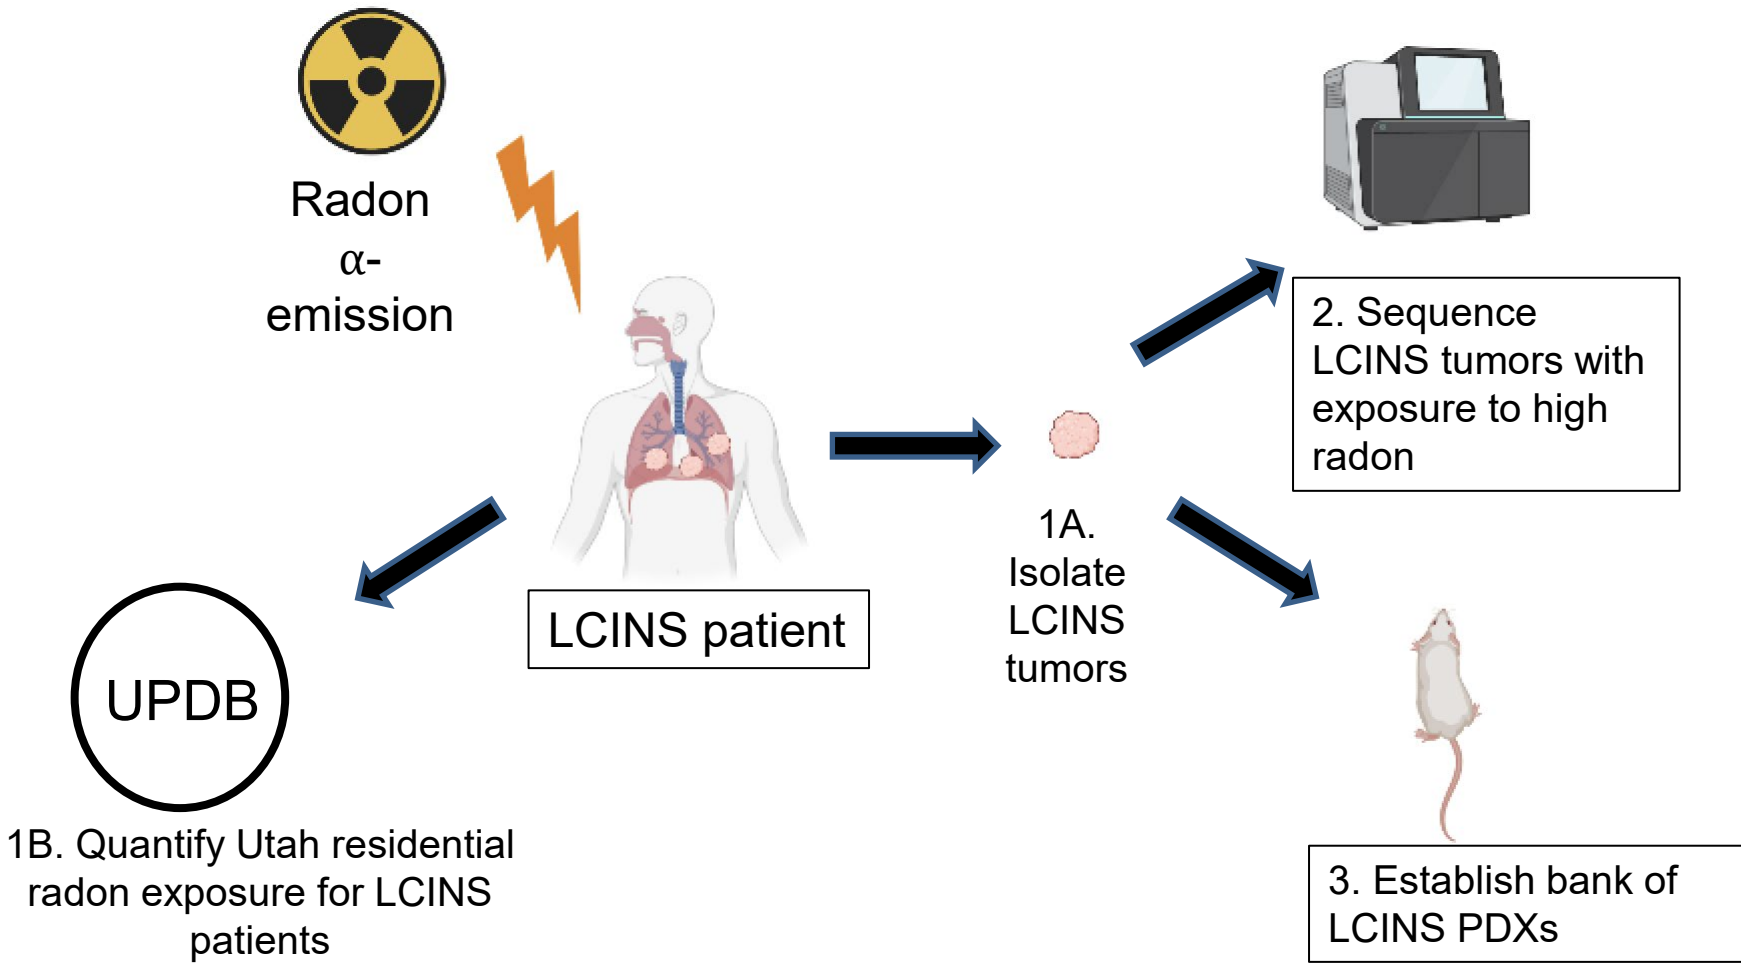 Radon
α-
emission
2. Sequence
LCINS tumors with
exposure to high
radon
1A.
Isolate
LCINS
tumors
LCINS patient
UPDB
1B. Quantify Utah residential
radon exposure for LCINS
patients
3. Establish bank of
LCINS PDXs